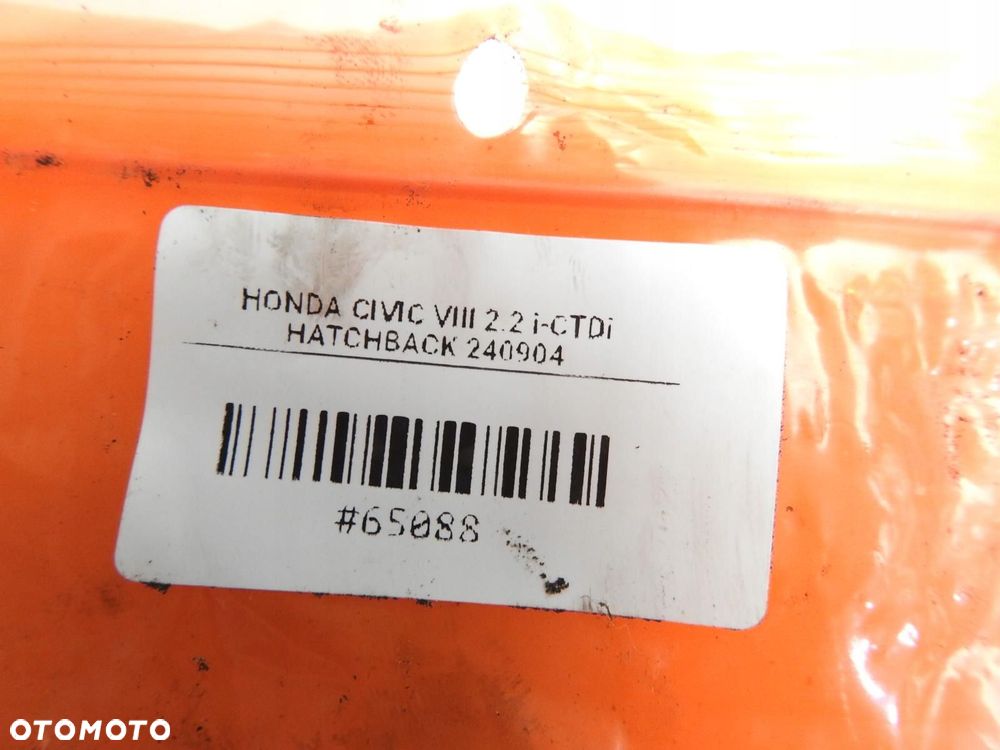 HONDA CIVIC VIII 2.2 i-CTDi
HATCHBACK 240904
#65088
OTOMOTO